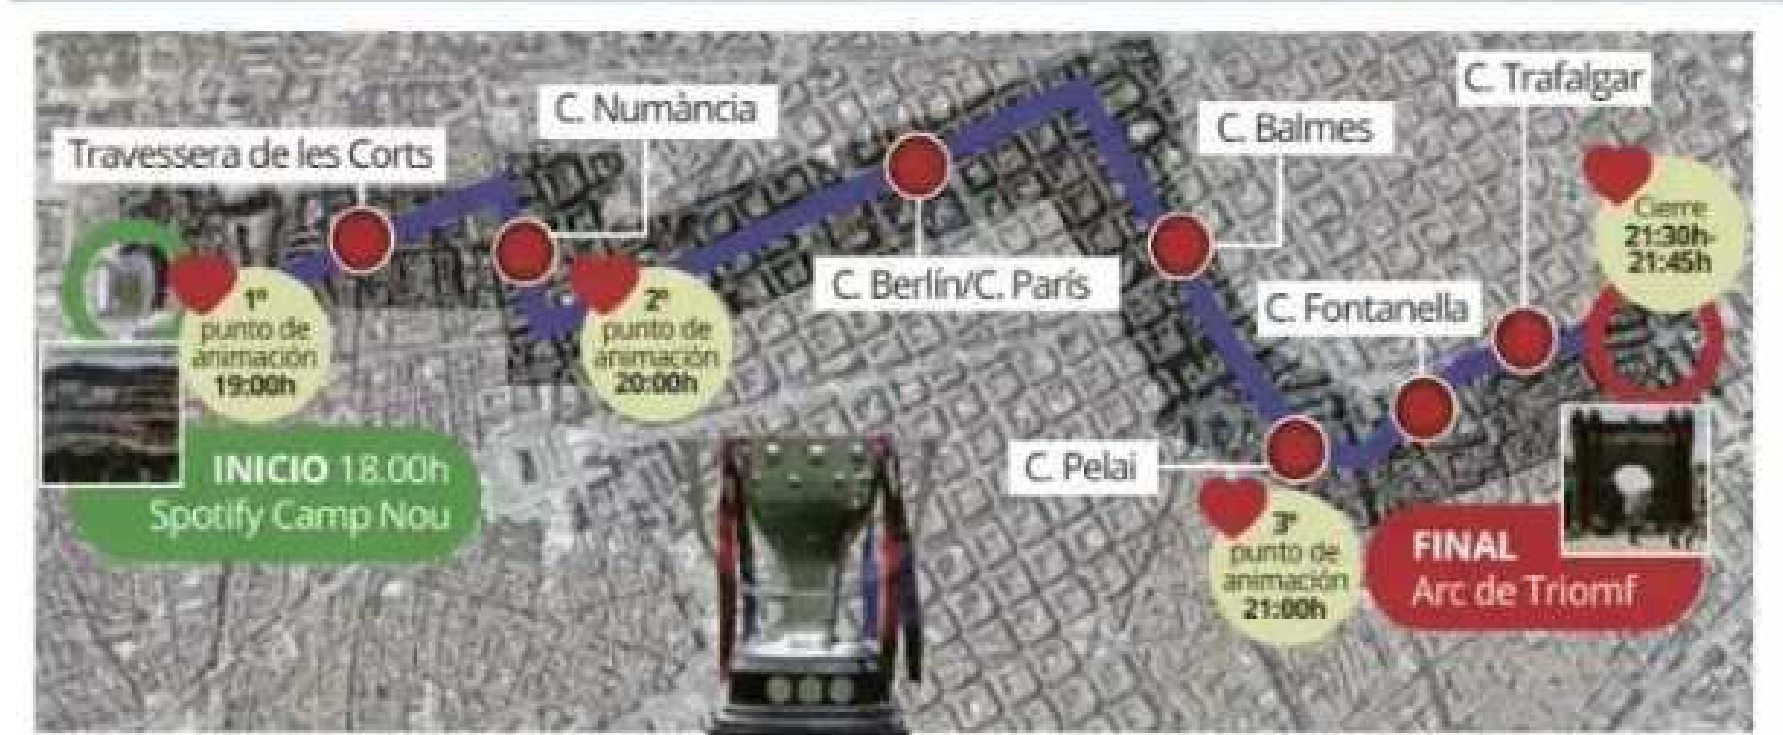 Travessera de les Corts
C. Numància
C. Berlín/C. París
C. Balmes
C. Trafalgar
C. Fontanella
C. Pelai
1º
punto de
animación
19:00h
2º
punto de
animación
20:00h
3º
punto de
animación
21:00h
Cierre
21:30h-
21:45h
INICIO 18.00h
Spotify Camp Nou
FINAL
Arc de Triomf